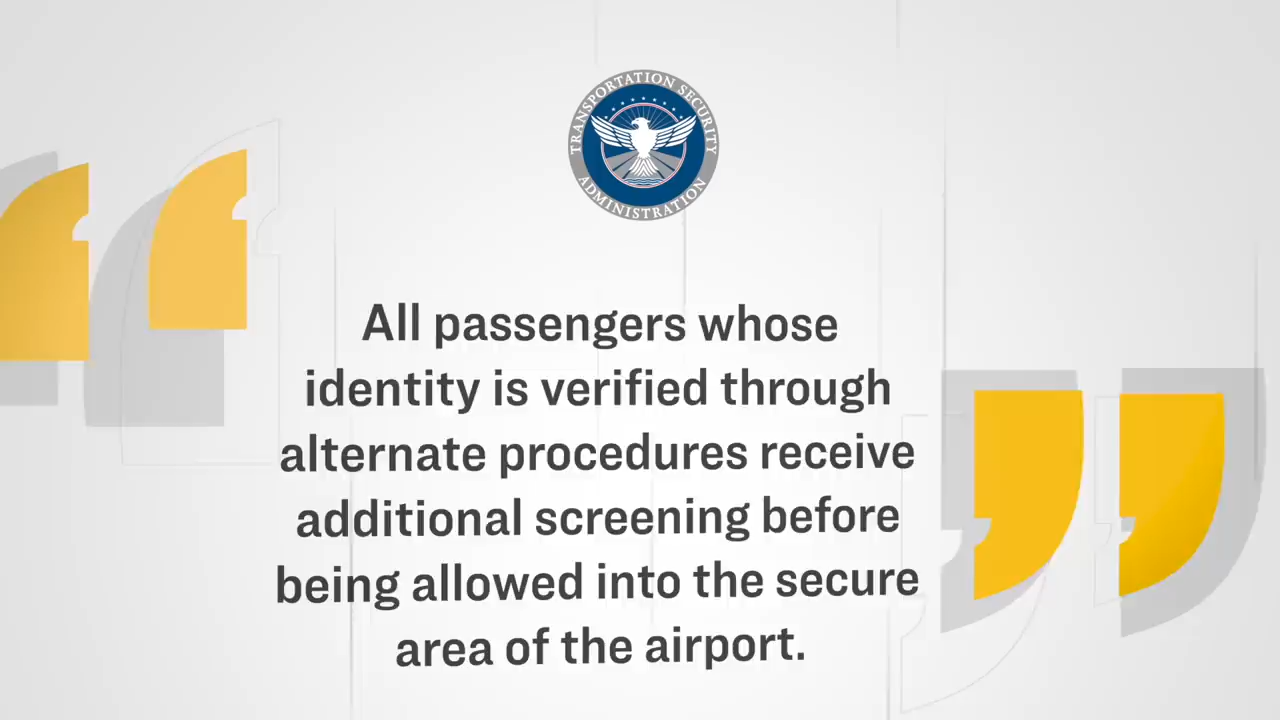 TRANSPORTATION SECURITY
ADMINISTRATION
All passengers whose
identity is verified through
alternate procedures receive
additional screening before
being allowed into the secure
area of the airport.